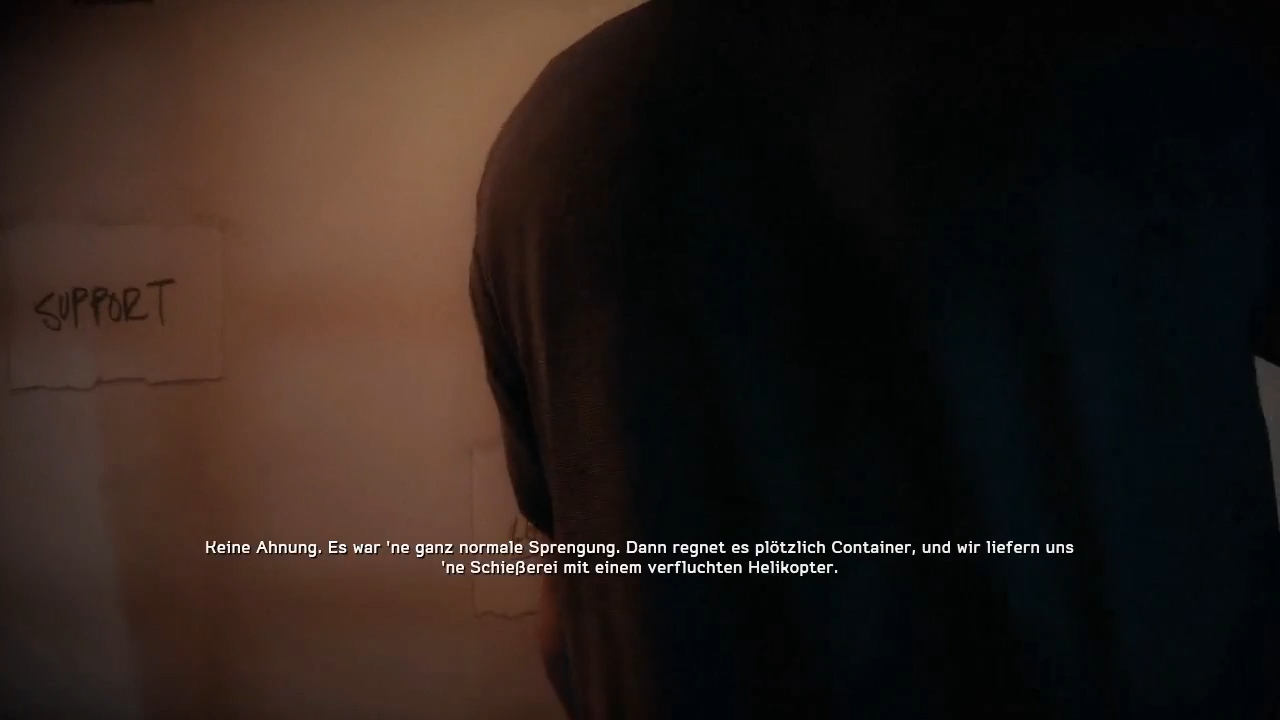 SUPPORT
Keine Ahnung. Es war 'ne ganz normale Sprengung. Dann regnet es plötzlich Container, und wir liefern uns
'ne Schießerei mit einem verfluchten Helikopter.